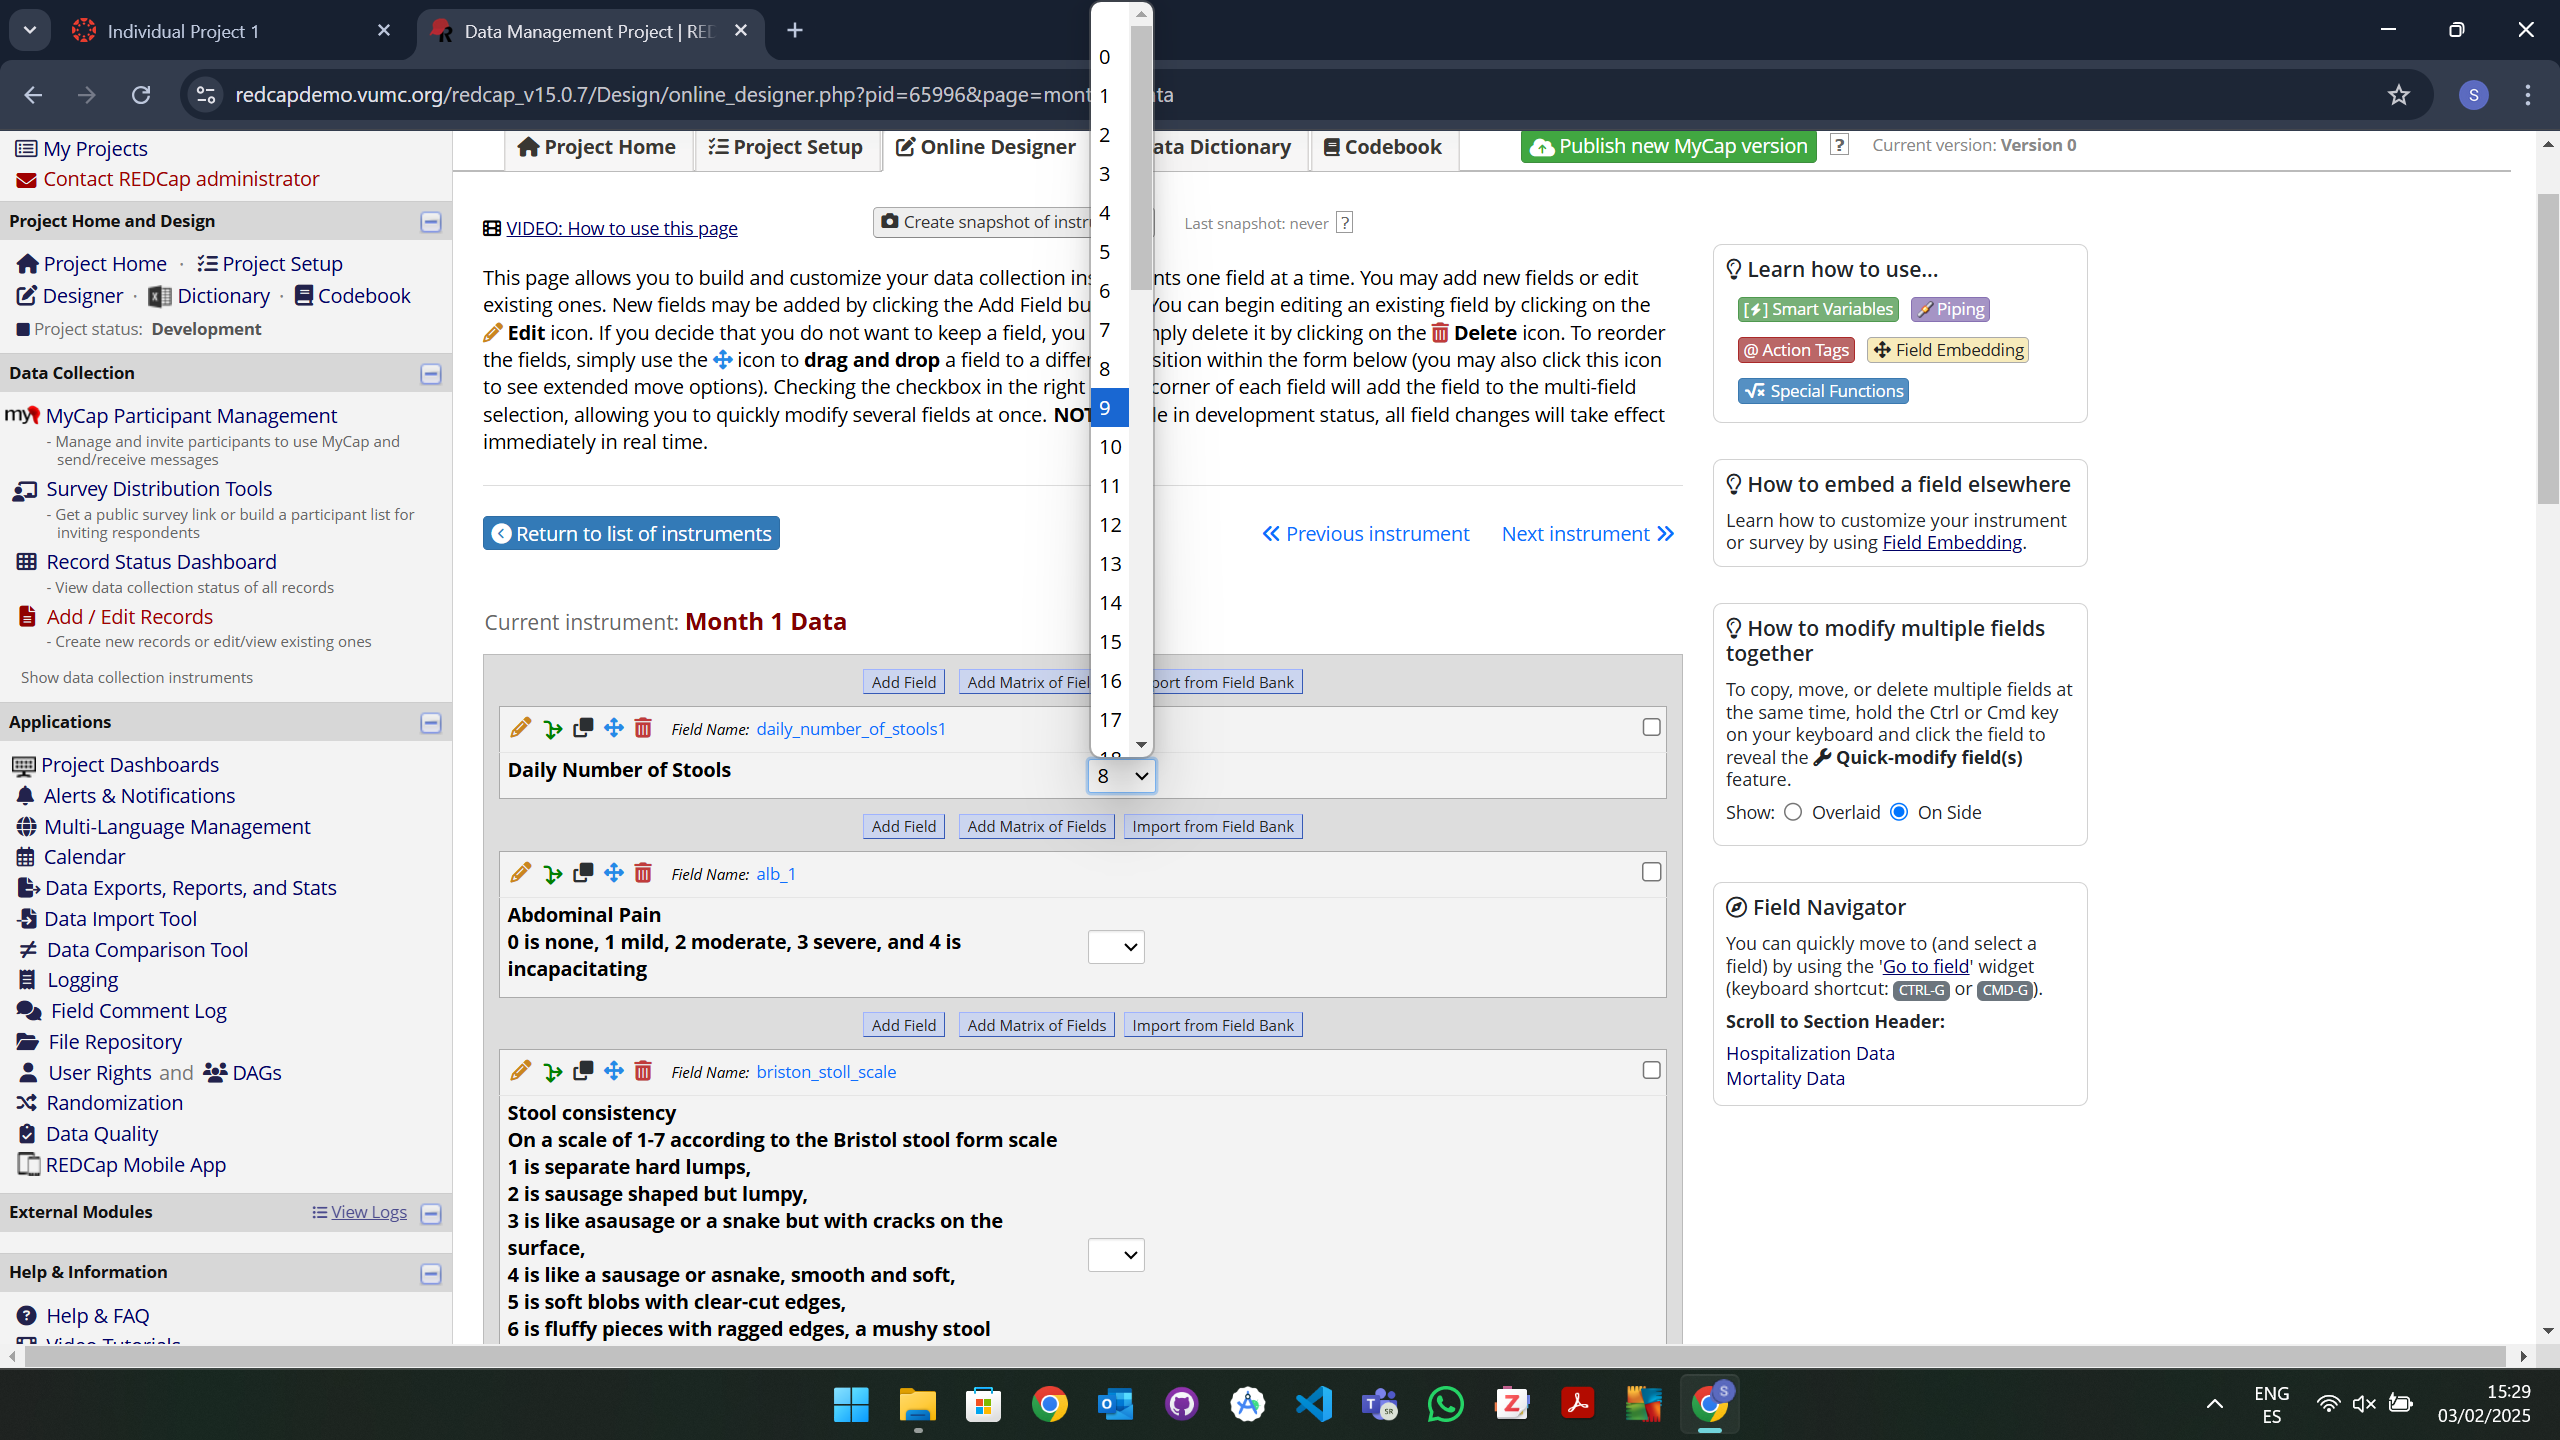 Individual Project 1
Data Management Project | RED
redcapdemo.vumc.org/redcap_v15.0.7/Design/online_designer.php?pid=65996&page=mont
ta
S
My Projects
Contact REDCap administrator
Project Home and Design
Project Home · Project Setup
Designer · Dictionary · Codebook
Project status: Development
Data Collection
MyCap Participant Management
- Manage and invite participants to use MyCap and
send/receive messages
Survey Distribution Tools
- Get a public survey link or build a participant list for
inviting respondents
Record Status Dashboard
- View data collection status of all records
Add / Edit Records
- Create new records or edit/view existing ones
Show data collection instruments
Applications
Project Dashboards
Alerts & Notifications
Multi-Language Management
Calendar
Data Exports, Reports, and Stats
Data Import Tool
Data Comparison Tool
Logging
Field Comment Log
File Repository
User Rights and DAGs
Randomization
Data Quality
REDCap Mobile App
External Modules
View Logs
Help & Information
Help & FAQ
Video Tutorials
Project Home
Project Setup
Online Designer
ata Dictionary
Codebook
Publish new MyCap version
?
Current version: Version 0
VIDEO: How to use this page
Create snapshot of instr
Last snapshot: never ?
This page allows you to build and customize your data collection ins nts one field at a time. You may add new fields or edit
existing ones. New fields may be added by clicking the Add Field bu You can begin editing an existing field by clicking on the
Edit icon. If you decide that you do not want to keep a field, you mply delete it by clicking on the Delete icon. To reorder
the fields, simply use the icon to drag and drop a field to a differ sition within the form below (you may also click this icon
to see extended move options). Checking the checkbox in the right corner of each field will add the field to the multi-field
selection, allowing you to quickly modify several fields at once. NOT le in development status, all field changes will take effect
immediately in real time.
Return to list of instruments
Previous instrument
Next instrument
Current instrument: Month 1 Data
Add Field
Add Matrix of Fiel
port from Field Bank
Field Name: daily_number_of_stools1
Daily Number of Stools
8
0
1
2
3
4
5
6
7
8
9
10
11
12
13
14
15
16
17
18
Add Field
Add Matrix of Fields
Import from Field Bank
Field Name: alb_1
Abdominal Pain
0 is none, 1 mild, 2 moderate, 3 severe, and 4 is
incapacitating
Add Field
Add Matrix of Fields
Import from Field Bank
Field Name: briston_stoll_scale
Stool consistency
On a scale of 1-7 according to the Bristol stool form scale
1 is separate hard lumps,
2 is sausage shaped but lumpy,
3 is like asausage or a snake but with cracks on the
surface,
4 is like a sausage or asnake, smooth and soft,
5 is soft blobs with clear-cut edges,
6 is fluffy pieces with ragged edges, a mushy stool
Learn how to use...
[⚡] Smart Variables
Piping
@ Action Tags
Field Embedding
√x Special Functions
How to embed a field elsewhere
Learn how to customize your instrument
or survey by using Field Embedding.
How to modify multiple fields
together
To copy, move, or delete multiple fields at
the same time, hold the Ctrl or Cmd key
on your keyboard and click the field to
reveal the Quick-modify field(s)
feature.
Show: Overlaid On Side
Field Navigator
You can quickly move to (and select a
field) by using the 'Go to field' widget
(keyboard shortcut: CTRL-G or CMD-G).
Scroll to Section Header:
Hospitalization Data
Mortality Data
ENG
ES
15:29
03/02/2025